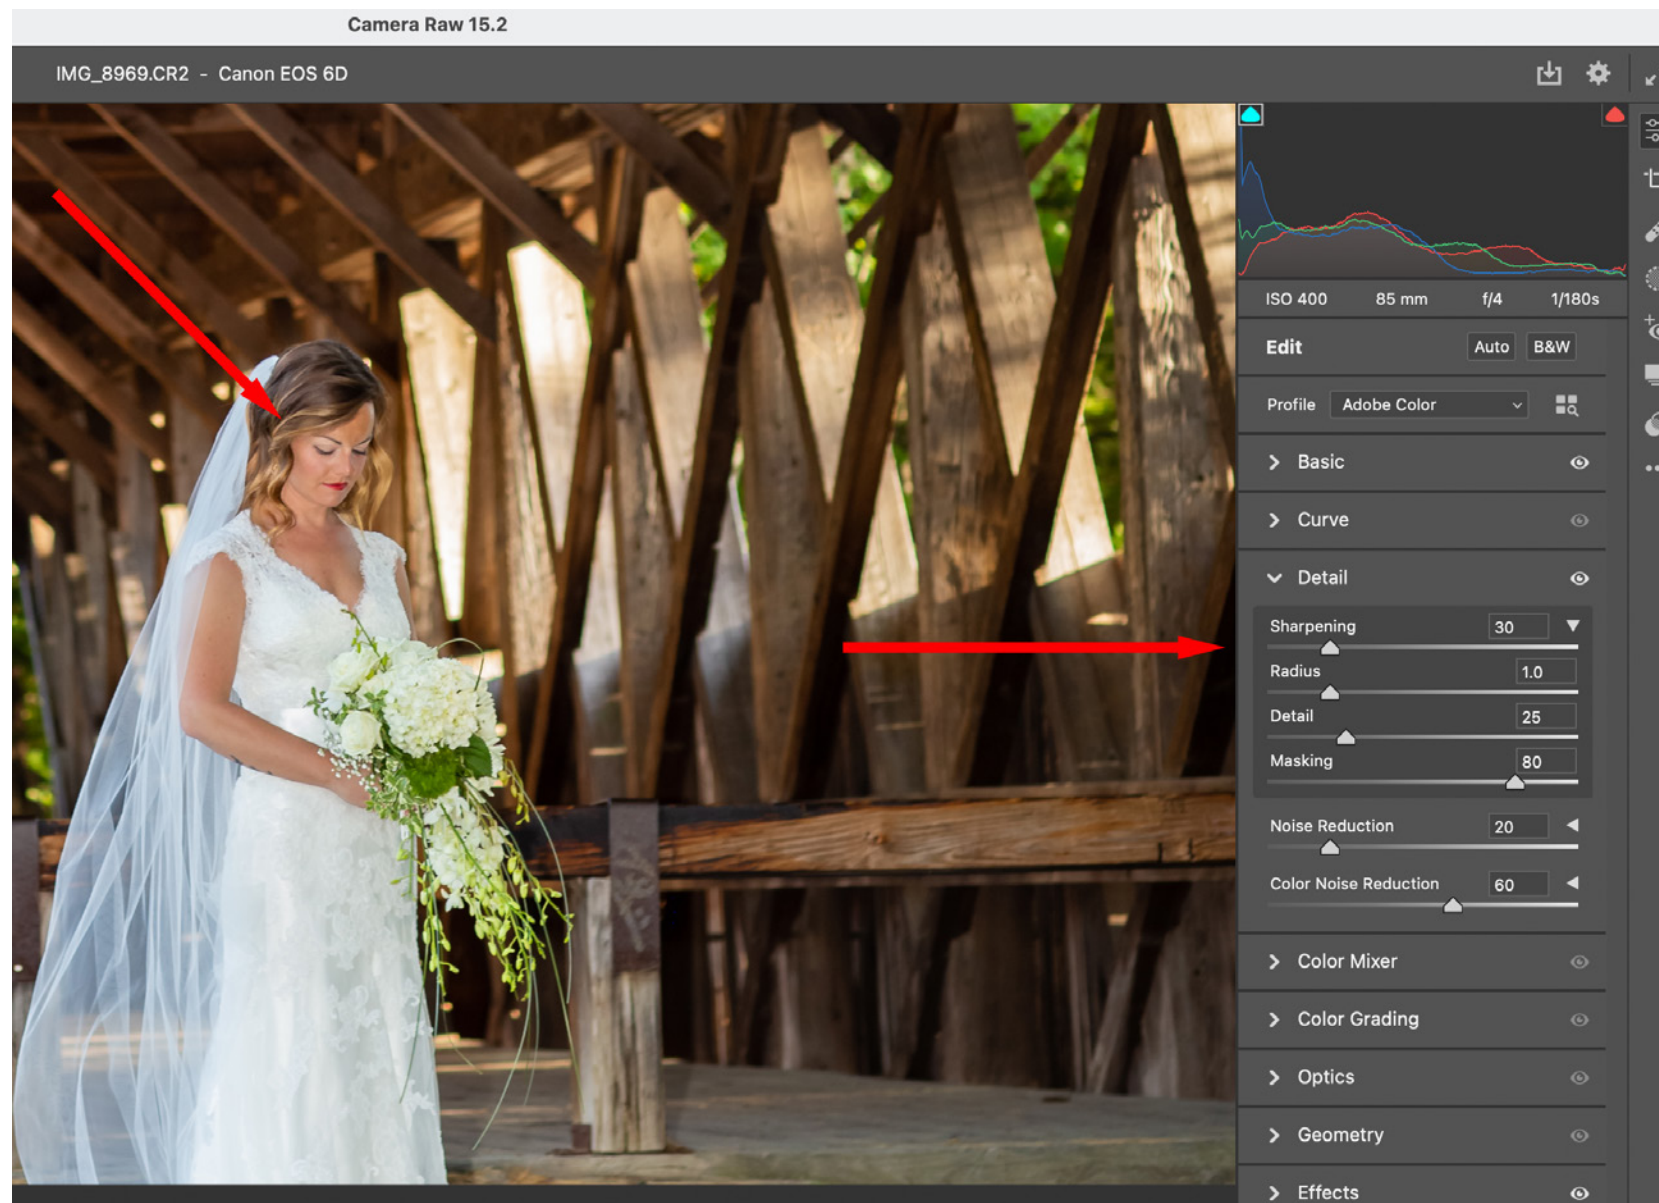 Camera Raw 15.2
IMG_8969.CR2 - Canon EOS 6D
ISO 400 85 mm f/4 1/180s
Edit Auto B&W
Profile Adobe Color
Basic
Curve
Detail
Sharpening 30
Radius 1.0
Detail 25
Masking 80
Noise Reduction 20
Color Noise Reduction 60
Color Mixer
Color Grading
Optics
Geometry
Effects